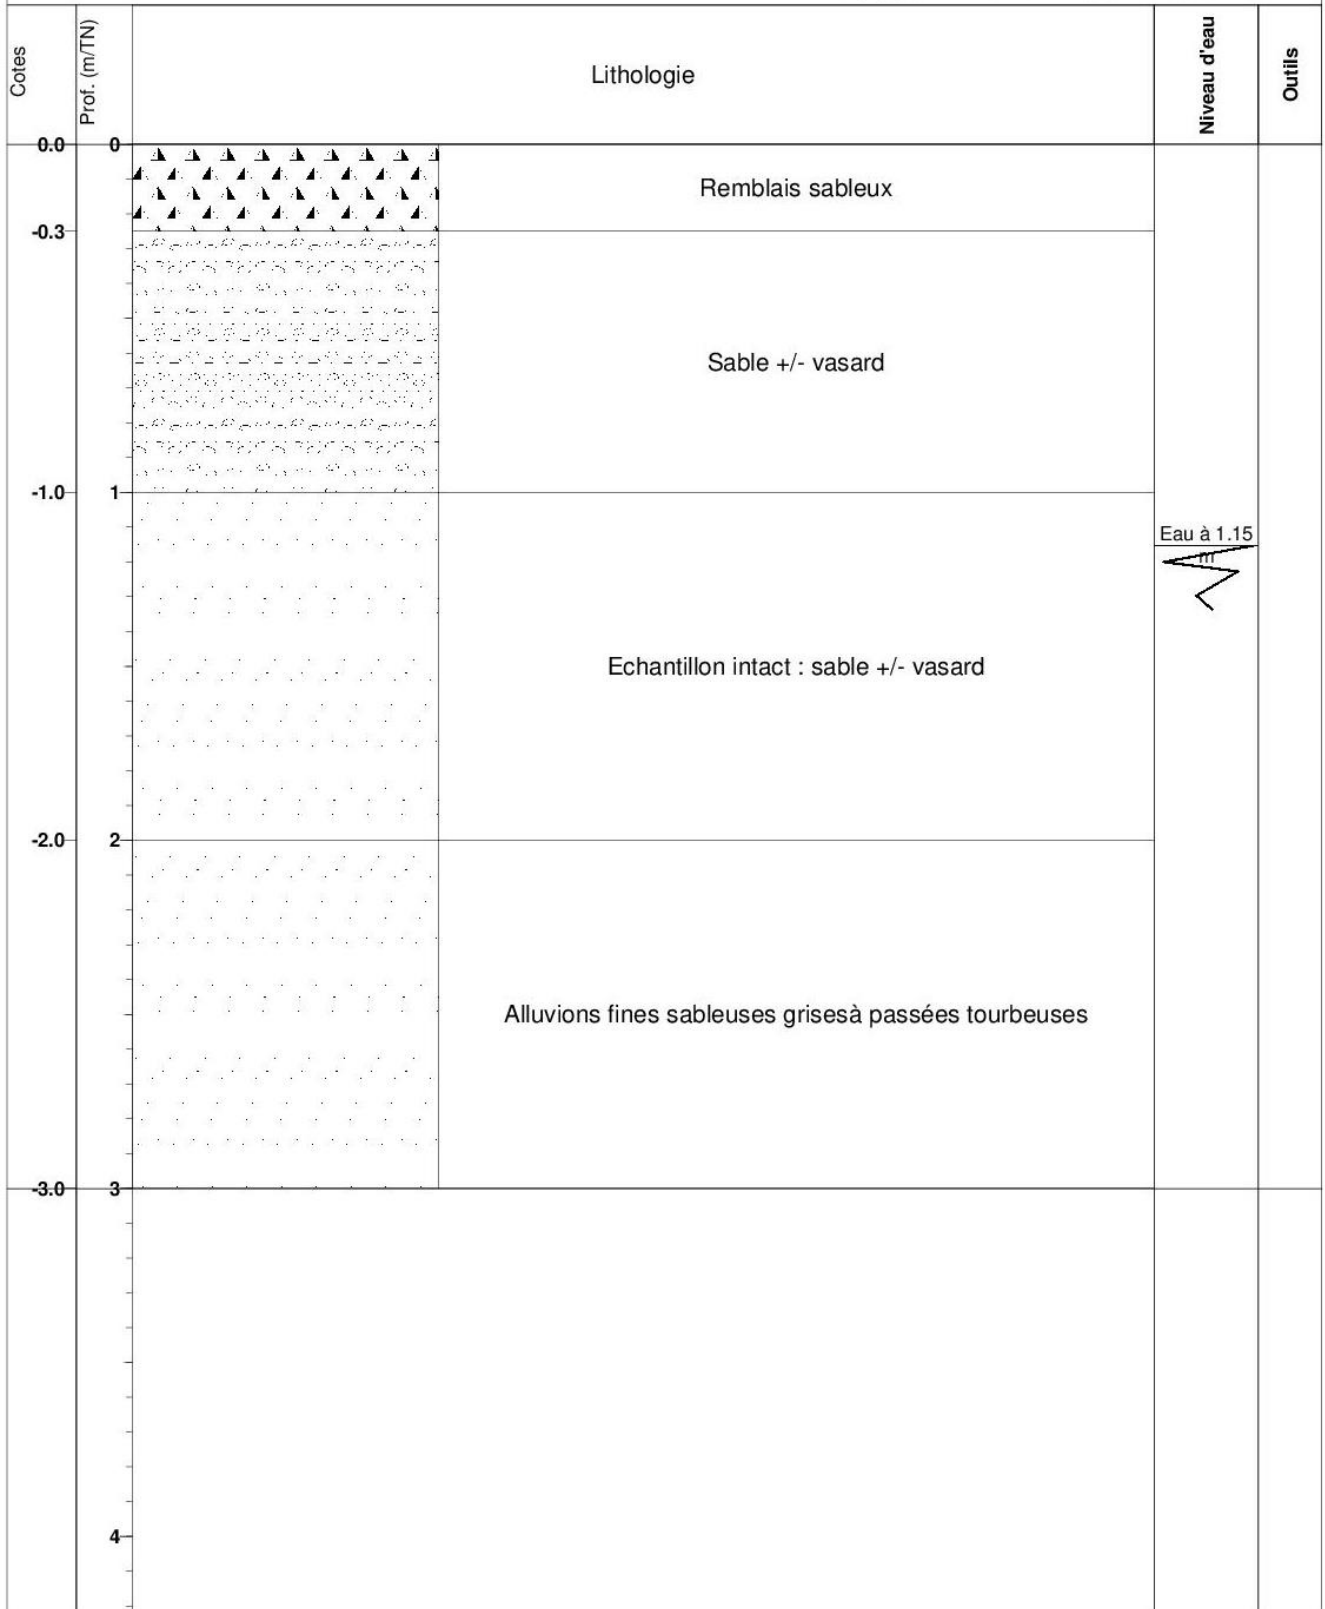 Cotes
Prof. (m/TN)
Lithologie
Niveau d'eau
Outils
0.0
0
Remblais sableux
-0.3
Sable +/- vasard
-1.0
1
Eau à 1.15
m
Echantillon intact : sable +/- vasard
-2.0
2
Alluvions fines sableuses grisesà passées tourbeuses
-3.0
3
4